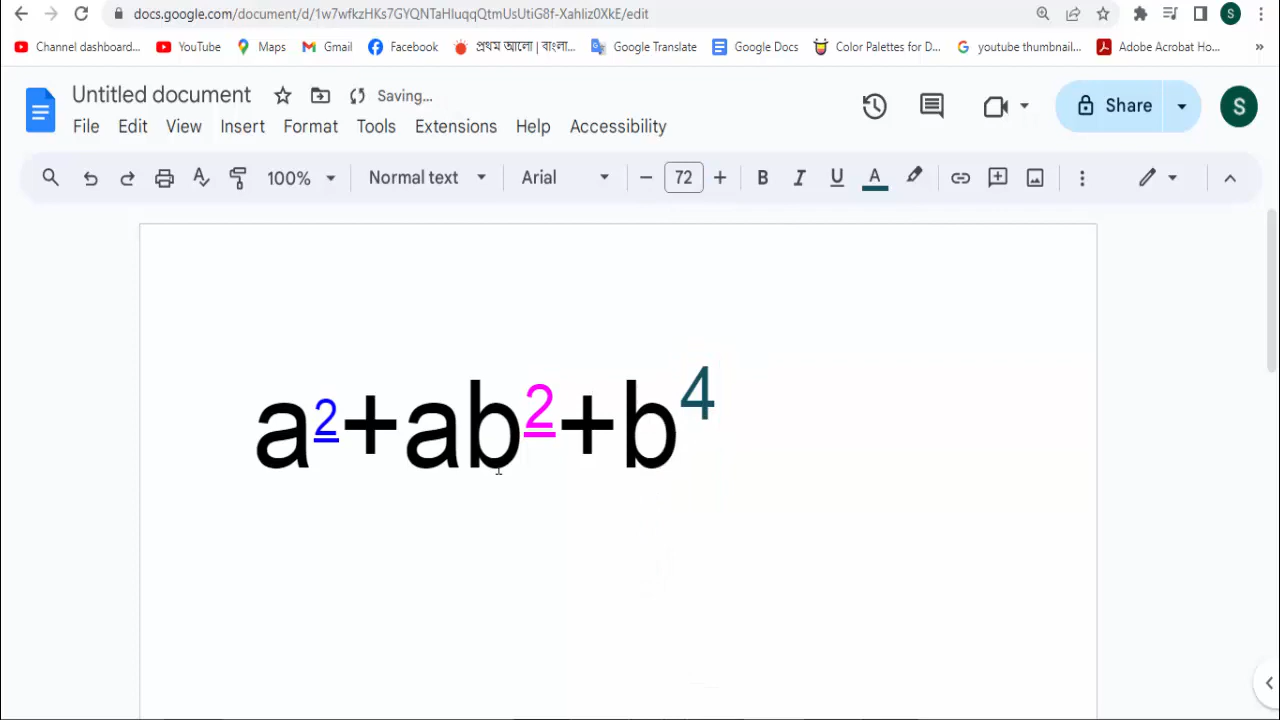 docs.google.com/document/d/1w7wfkzHKs7GYQNTaHIuqqQtmUsUtiG8f-Xahliz0XkE/edit
S
Channel dashboard...
YouTube
Maps
Gmail
Facebook
প্রথম আলো | বাংলা...
Google Translate
Google Docs
Color Palettes for D...
youtube thumbnail...
Adobe Acrobat Ho...
»
Untitled document
Saving...
Share
S
File Edit View Insert Format Tools Extensions Help Accessibility
100% Normal text Arial − 72 + B I U A
a²+ab²+b⁴